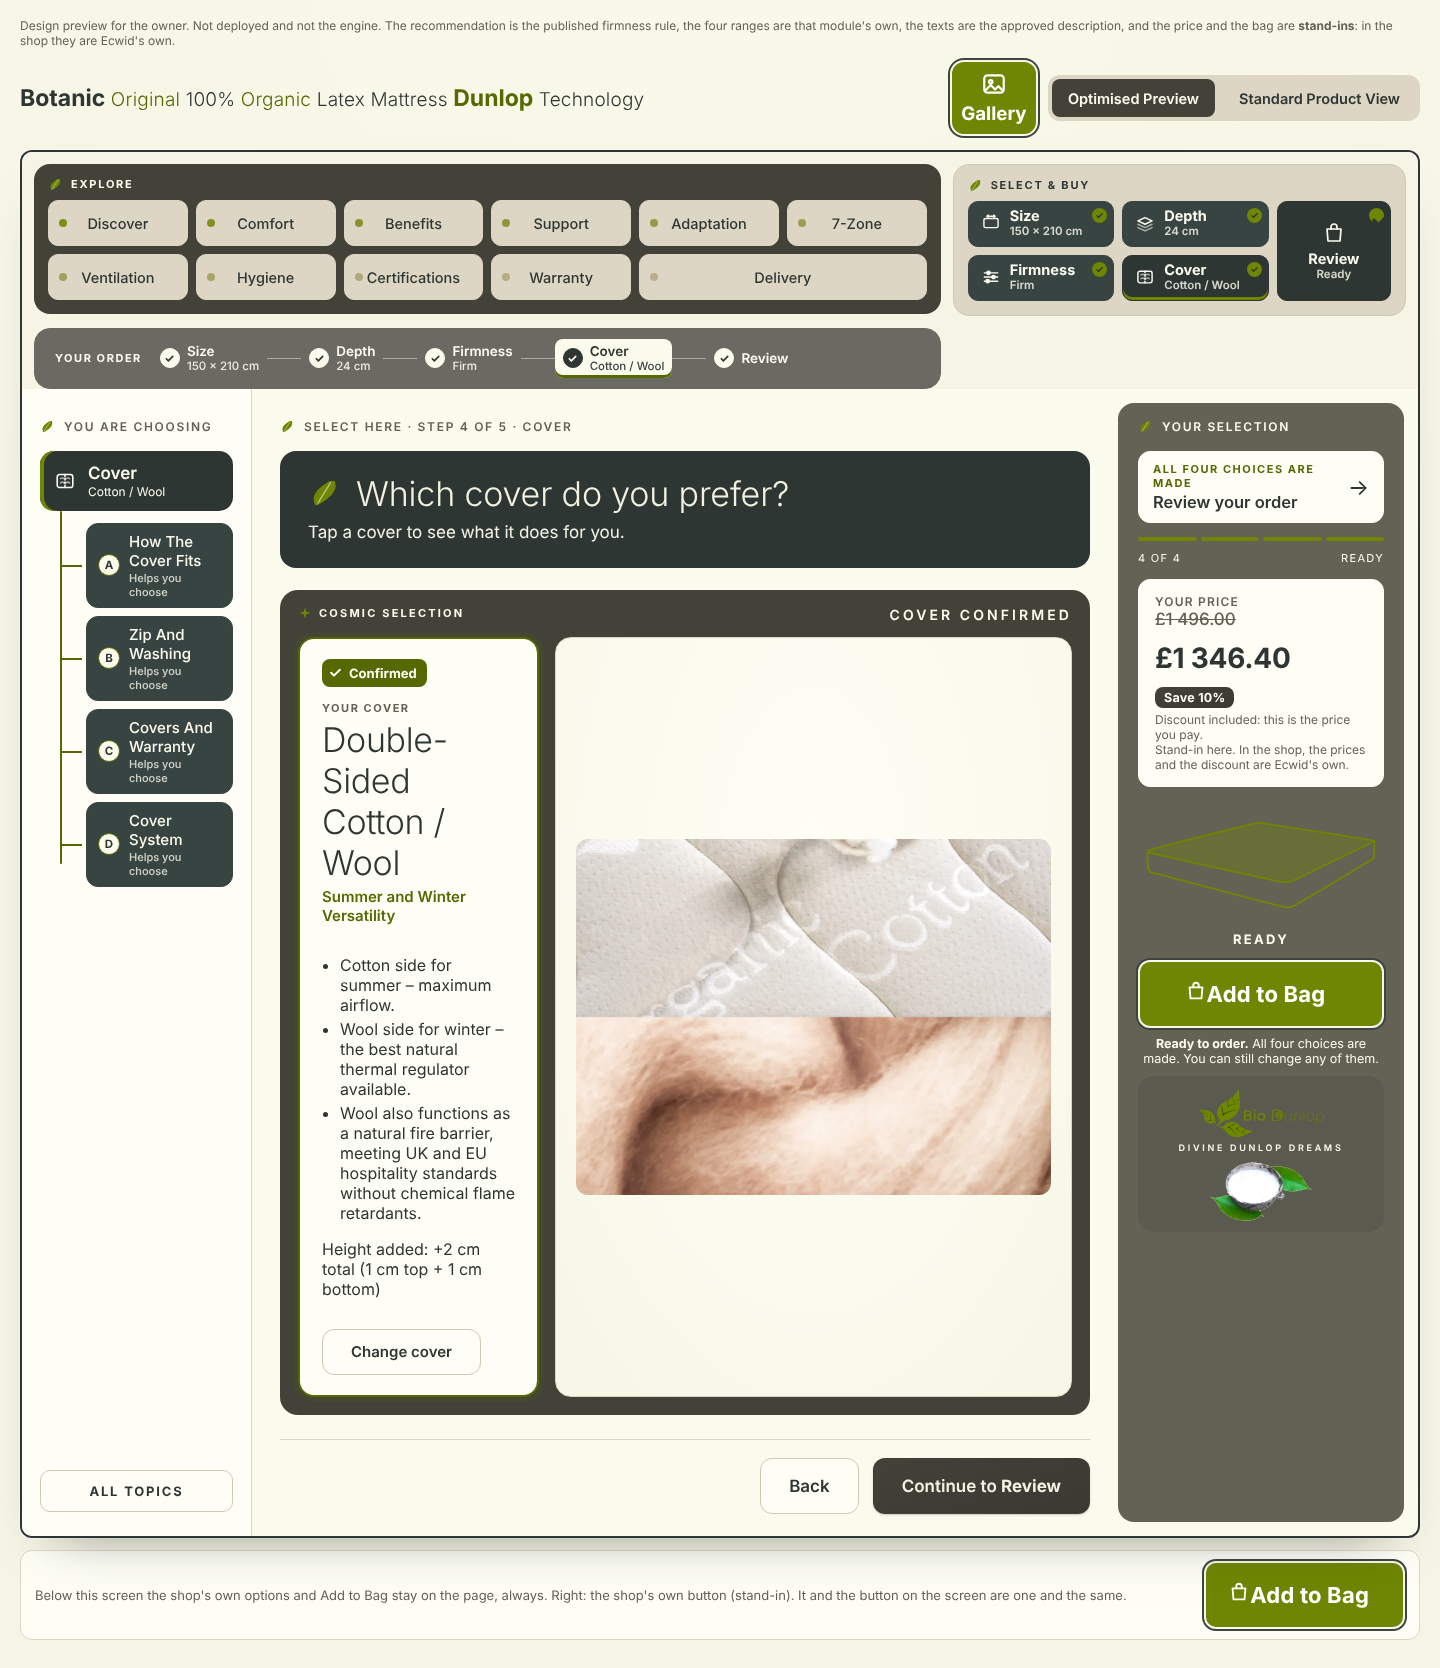 Design preview for the owner. Not deployed and not the engine. The recommendation is the published firmness rule, the four ranges are that module's own, the texts are the approved description, and the price and the bag are stand-ins: in the
shop they are Ecwid's own.
Botanic Original 100% Organic Latex Mattress Dunlop Technology
Gallery
Optimised Preview
Standard Product View
EXPLORE
Discover
Comfort
Benefits
Support
Adaptation
7-Zone
Ventilation
Hygiene
Certifications
Warranty
Delivery
SELECT & BUY
Size
150 × 210 cm
Depth
24 cm
Firmness
Firm
Cover
Cotton / Wool
Review
Ready
YOUR ORDER
Size
150 × 210 cm
Depth
24 cm
Firmness
Firm
Cover
Cotton / Wool
Review
YOU ARE CHOOSING
Cover
Cotton / Wool
A
How The
Cover Fits
Helps you
choose
B
Zip And
Washing
Helps you
choose
C
Covers And
Warranty
Helps you
choose
D
Cover
System
Helps you
choose
ALL TOPICS
SELECT HERE · STEP 4 OF 5 · COVER
Which cover do you prefer?
Tap a cover to see what it does for you.
COSMIC SELECTION
COVER CONFIRMED
Confirmed
YOUR COVER
Double-
Sided
Cotton /
Wool
Summer and Winter
Versatility
• Cotton side for
summer – maximum
airflow.
• Wool side for winter –
the best natural
thermal regulator
available.
• Wool also functions as
a natural fire barrier,
meeting UK and EU
hospitality standards
without chemical flame
retardants.
Height added: +2 cm
total (1 cm top + 1 cm
bottom)
Change cover
ganic Cotton
Back
Continue to Review
YOUR SELECTION
ALL FOUR CHOICES ARE
MADE
Review your order
4 OF 4
READY
YOUR PRICE
£1 496.00
£1 346.40
Save 10%
Discount included: this is the price
you pay.
Stand-in here. In the shop, the prices
and the discount are Ecwid's own.
READY
Add to Bag
Ready to order. All four choices are
made. You can still change any of them.
Bio Dunlop
DIVINE DUNLOP DREAMS
Below this screen the shop's own options and Add to Bag stay on the page, always. Right: the shop's own button (stand-in). It and the button on the screen are one and the same.
Add to Bag